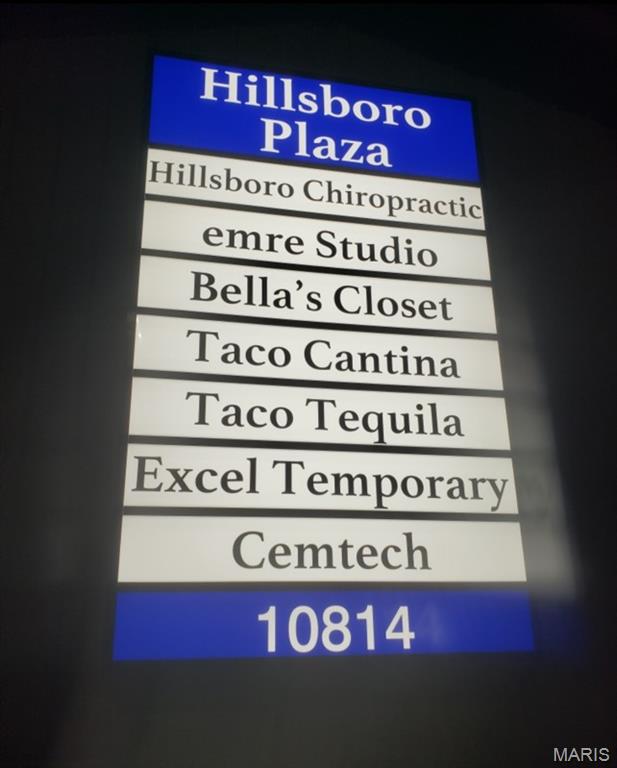 Hillsboro
Plaza
Hillsboro Chiropractic
emre Studio
Bella's Closet
Taco Cantina
Taco Tequila
Excel Temporary
Cemtech
10814
MARIS